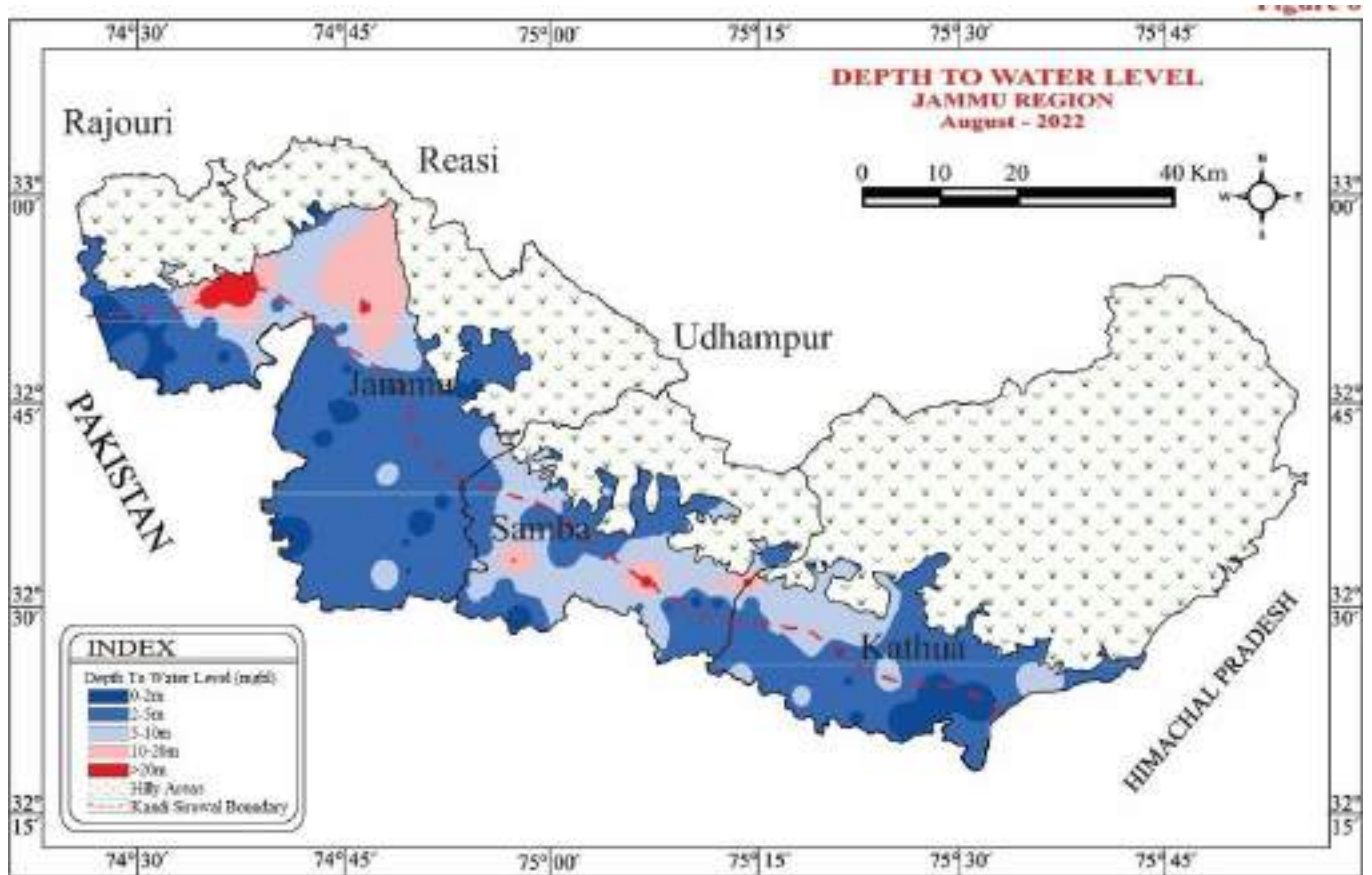 Figure 6
74°30′ 74°45′ 75°00′ 75°15′ 75°30′ 75°45′
DEPTH TO WATER LEVEL
JAMMU REGION
August - 2022
Rajouri
Reasi
0 10 20 40 Km
N
W E
S
33°
00′
33°
00′
Udhampur
Jammu
32°
45′
32°
45′
PAKISTAN
Samba
32°
30′
32°
30′
Kathua
HIMACHAL PRADESH
INDEX
Depth To Water Level (mgbl)
0-2m
2-5m
5-10m
10-20m
>20m
Hilly Areas
Kandi Sirowal Boundary
32°
15′
32°
15′
74°30′ 74°45′ 75°00′ 75°15′ 75°30′ 75°45′